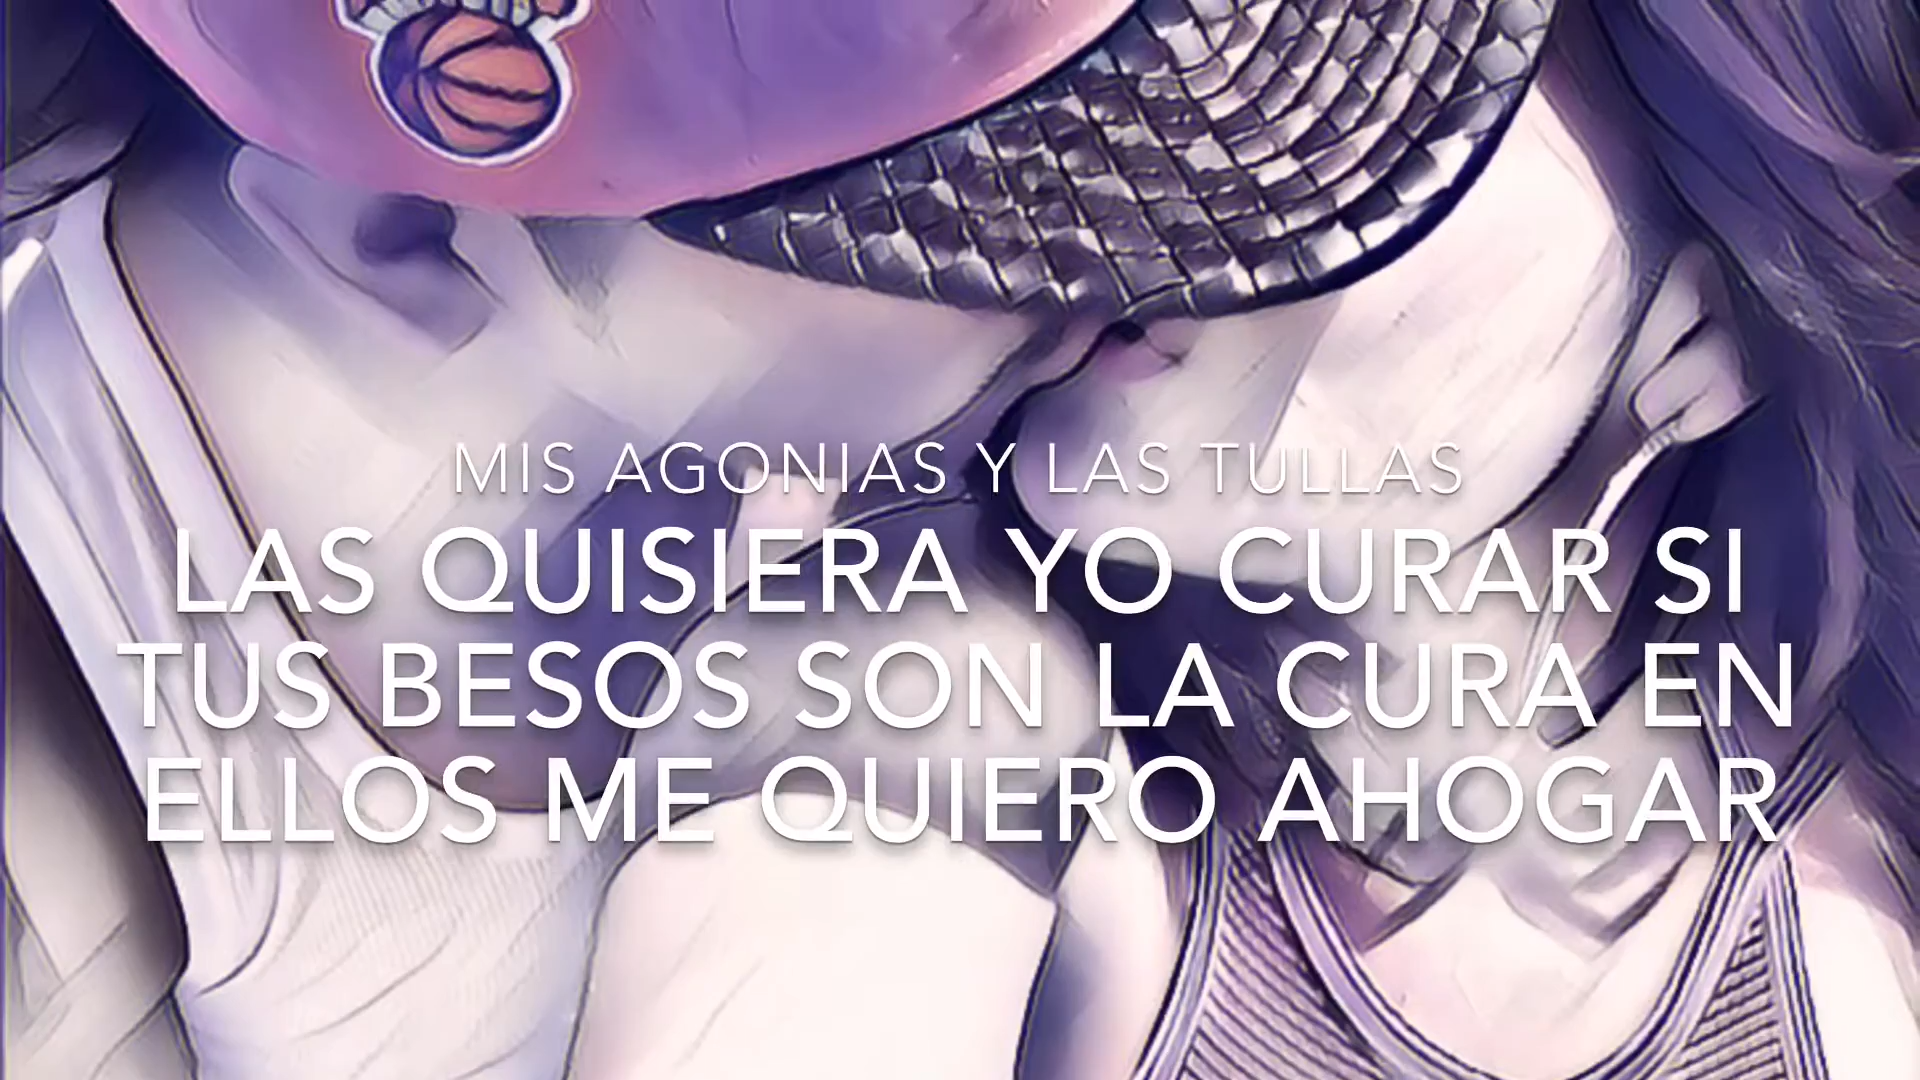 MIS AGONIAS Y LAS TULLAS
LAS QUISIERA YO CURAR SI
TUS BESOS SON LA CURA EN
ELLOS ME QUIERO AHOGAR